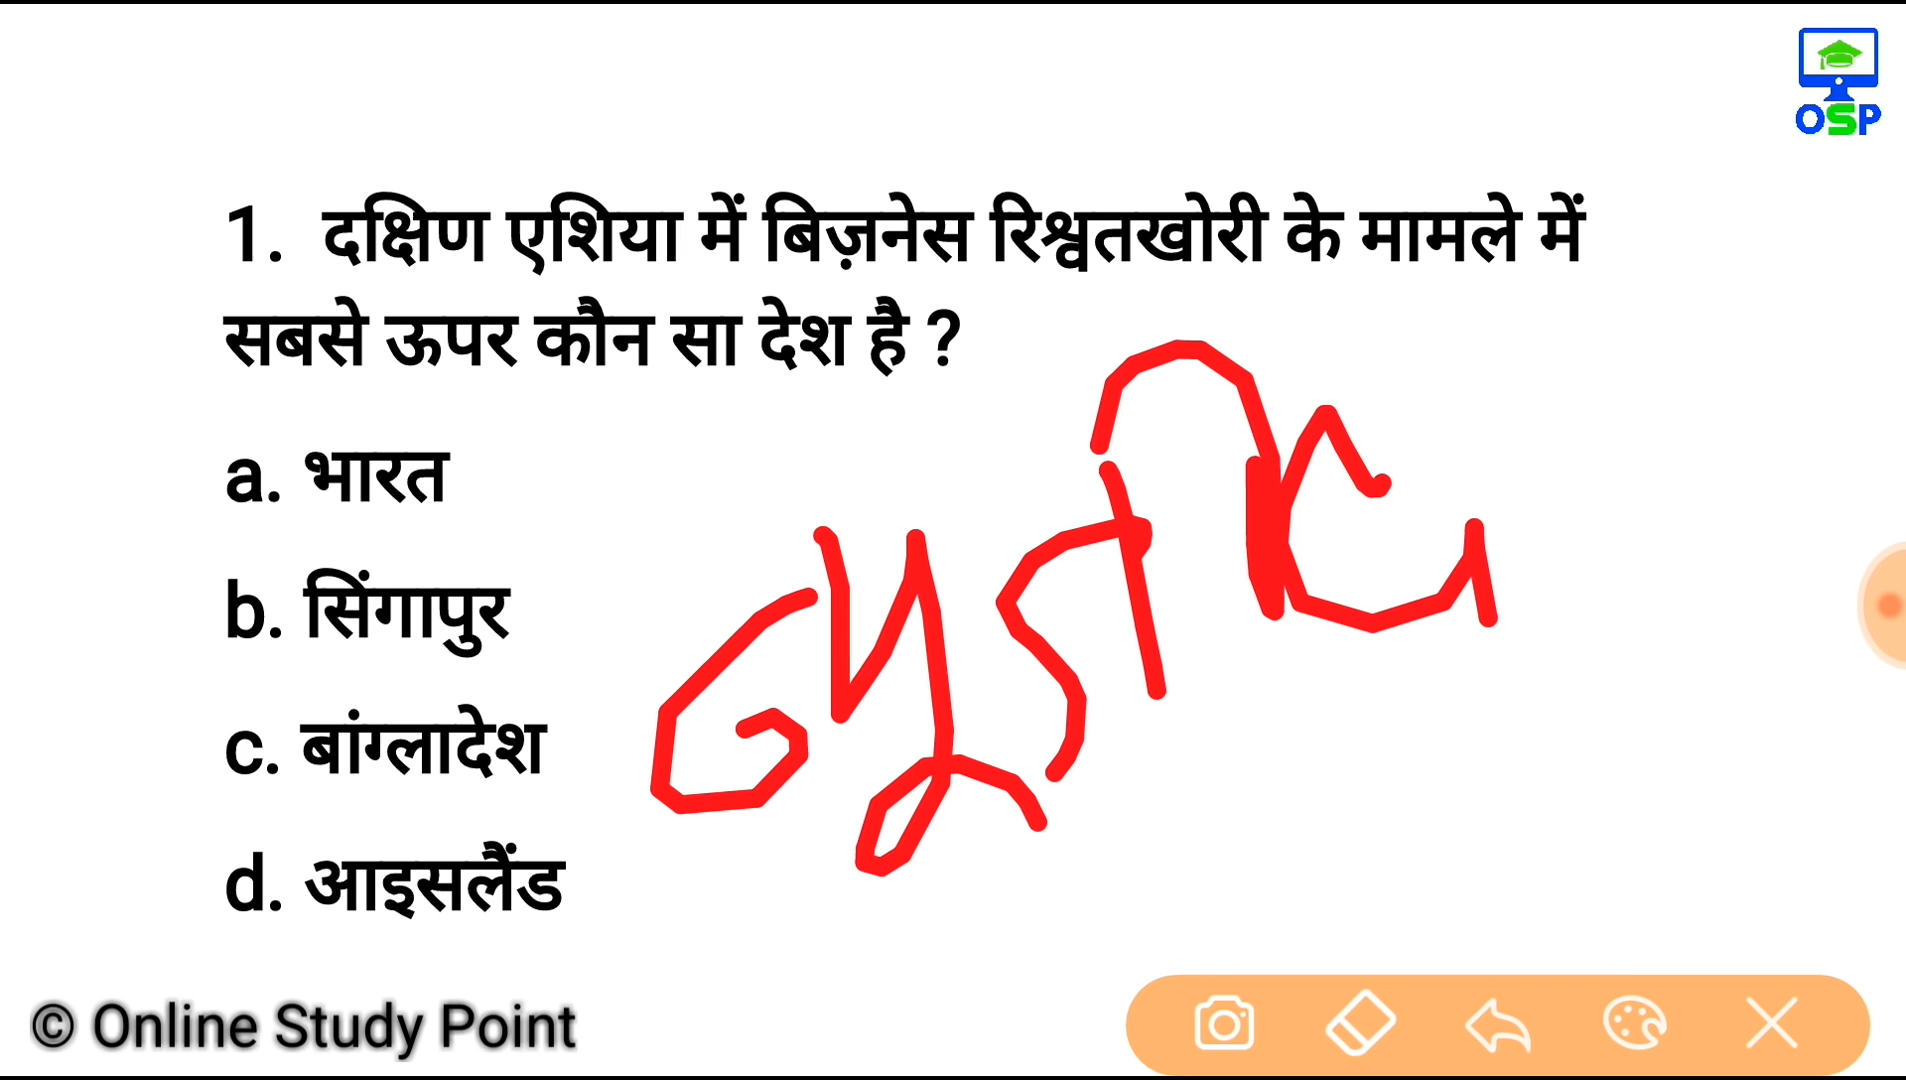 OSP
1. दक्षिण एशिया में बिज़नेस रिश्वतखोरी के मामले में
सबसे ऊपर कौन सा देश है ?
a. भारत
b. सिंगापुर
c. बांग्लादेश
d. आइसलैंड
© Online Study Point